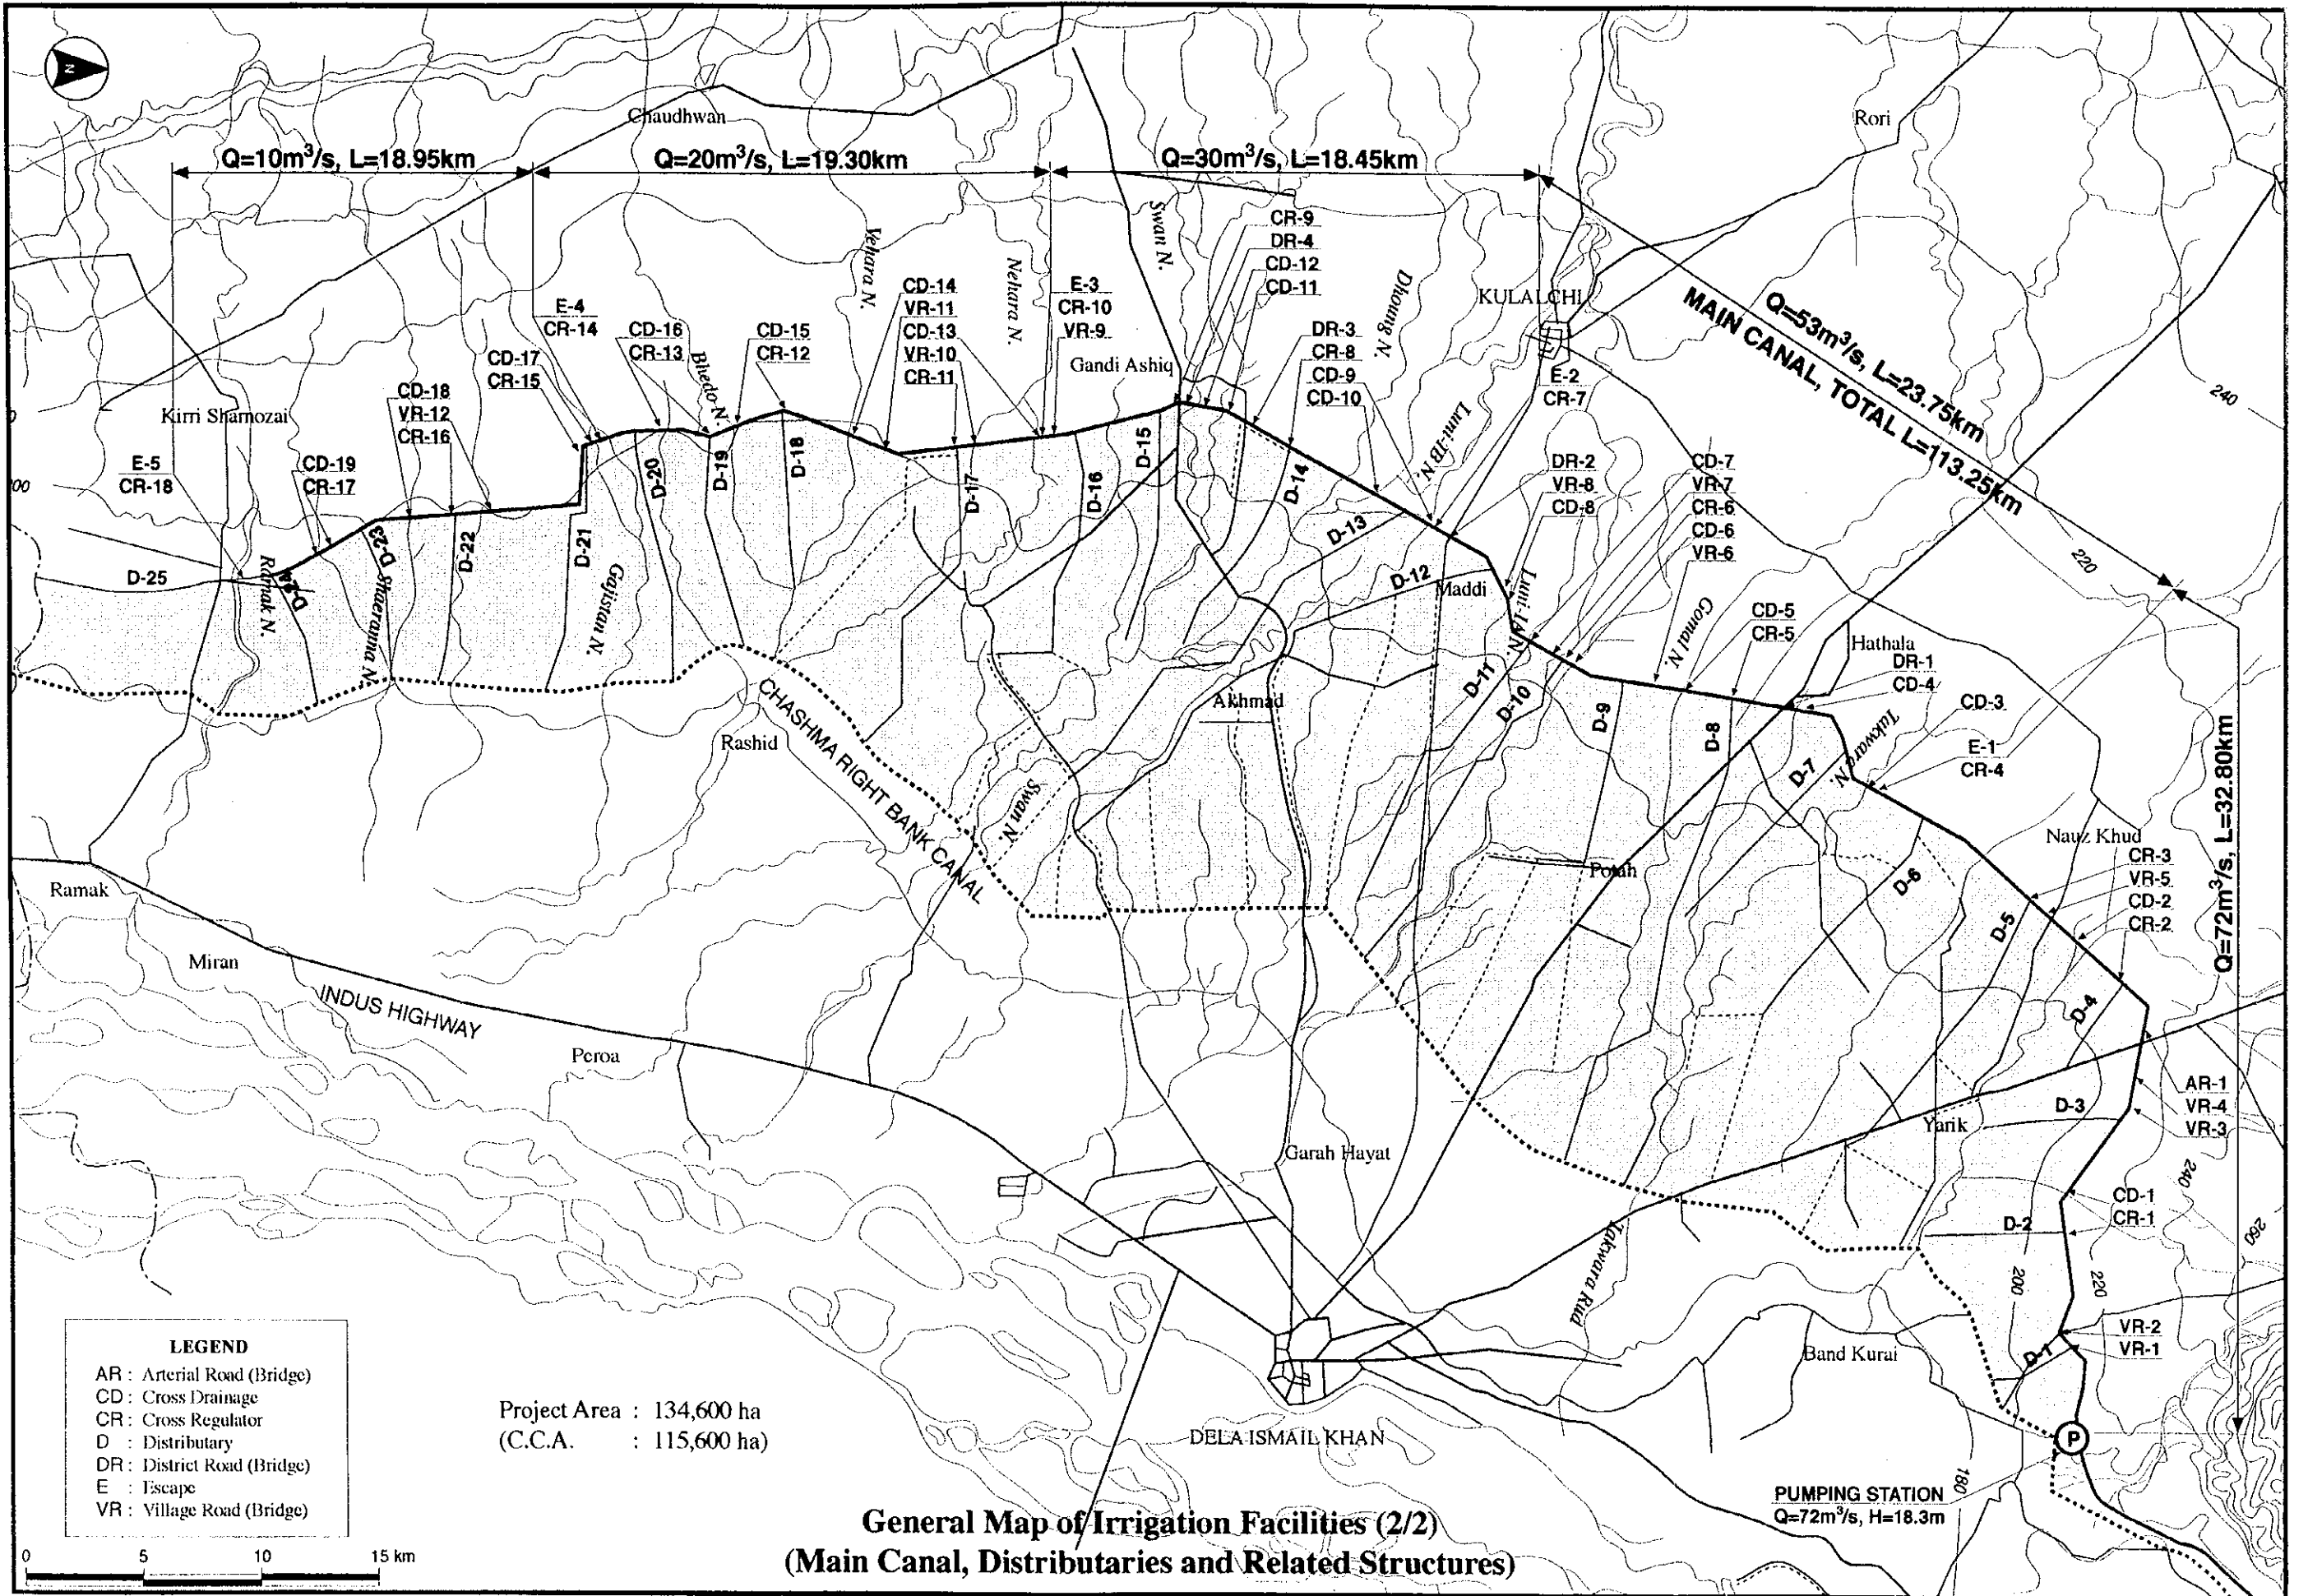 N
Chaudhwan
Rori
Q=10m³/s, L=18.95km
Q=20m³/s, L=19.30km
Q=30m³/s, L=18.45km
Q=53m³/s, L=23.75km
MAIN CANAL, TOTAL L=113.25km
Q=72m³/s, L=32.80km
Vehara N.
Nehara N.
Swan N.
Dhoung N.
KULALCHI
240
220
CR-9
DR-4
CD-12
CD-11
E-3
CR-10
VR-9
CD-14
VR-11
CD-13
VR-10
CR-11
E-4
CR-14
CD-16
CR-13
Bhedo N.
CD-15
CR-12
CD-17
CR-15
CD-18
VR-12
CR-16
Kirri Shamozai
E-5
CR-18
CD-19
CR-17
Gandi Ashiq
DR-3
CR-8
CD-9
CD-10
E-2
CR-7
Luni-IB N.
DR-2
VR-8
CD-8
CD-7
VR-7
CR-6
CD-6
VR-6
Luni-IA N.
Gomal N.
CD-5
CR-5
Hathala
DR-1
CD-4
Takwara N.
CD-3
E-1
CR-4
Nauz Khud
CR-3
VR-5
CD-2
CR-2
00
D-25
Ramak N.
D-24
D-23
Shaeranna N.
D-22
D-21
Gajistan N.
D-20
D-19
D-18
D-17
D-16
D-15
D-14
D-13
D-12
Maddi
D-11
D-10
D-9
D-8
D-7
D-6
D-5
D-4
Akhmad
Rashid
CHASHMA RIGHT BANK CANAL
Swan N.
Potah
AR-1
VR-4
VR-3
D-3
Yarik
Ramak
Miran
INDUS HIGHWAY
Peroa
Garah Hayat
CD-1
CR-1
240
260
D-2
200
220
Takwara Rud
VR-2
VR-1
D-1
Band Kurai
P
180
PUMPING STATION
Q=72m³/s, H=18.3m
DELA ISMAIL KHAN
LEGEND
AR : Arterial Road (Bridge)
CD : Cross Drainage
CR : Cross Regulator
D : Distributary
DR : District Road (Bridge)
E : Escape
VR : Village Road (Bridge)
Project Area : 134,600 ha
(C.C.A. : 115,600 ha)
0 5 10 15 km
General Map of Irrigation Facilities (2/2)
(Main Canal, Distributaries and Related Structures)